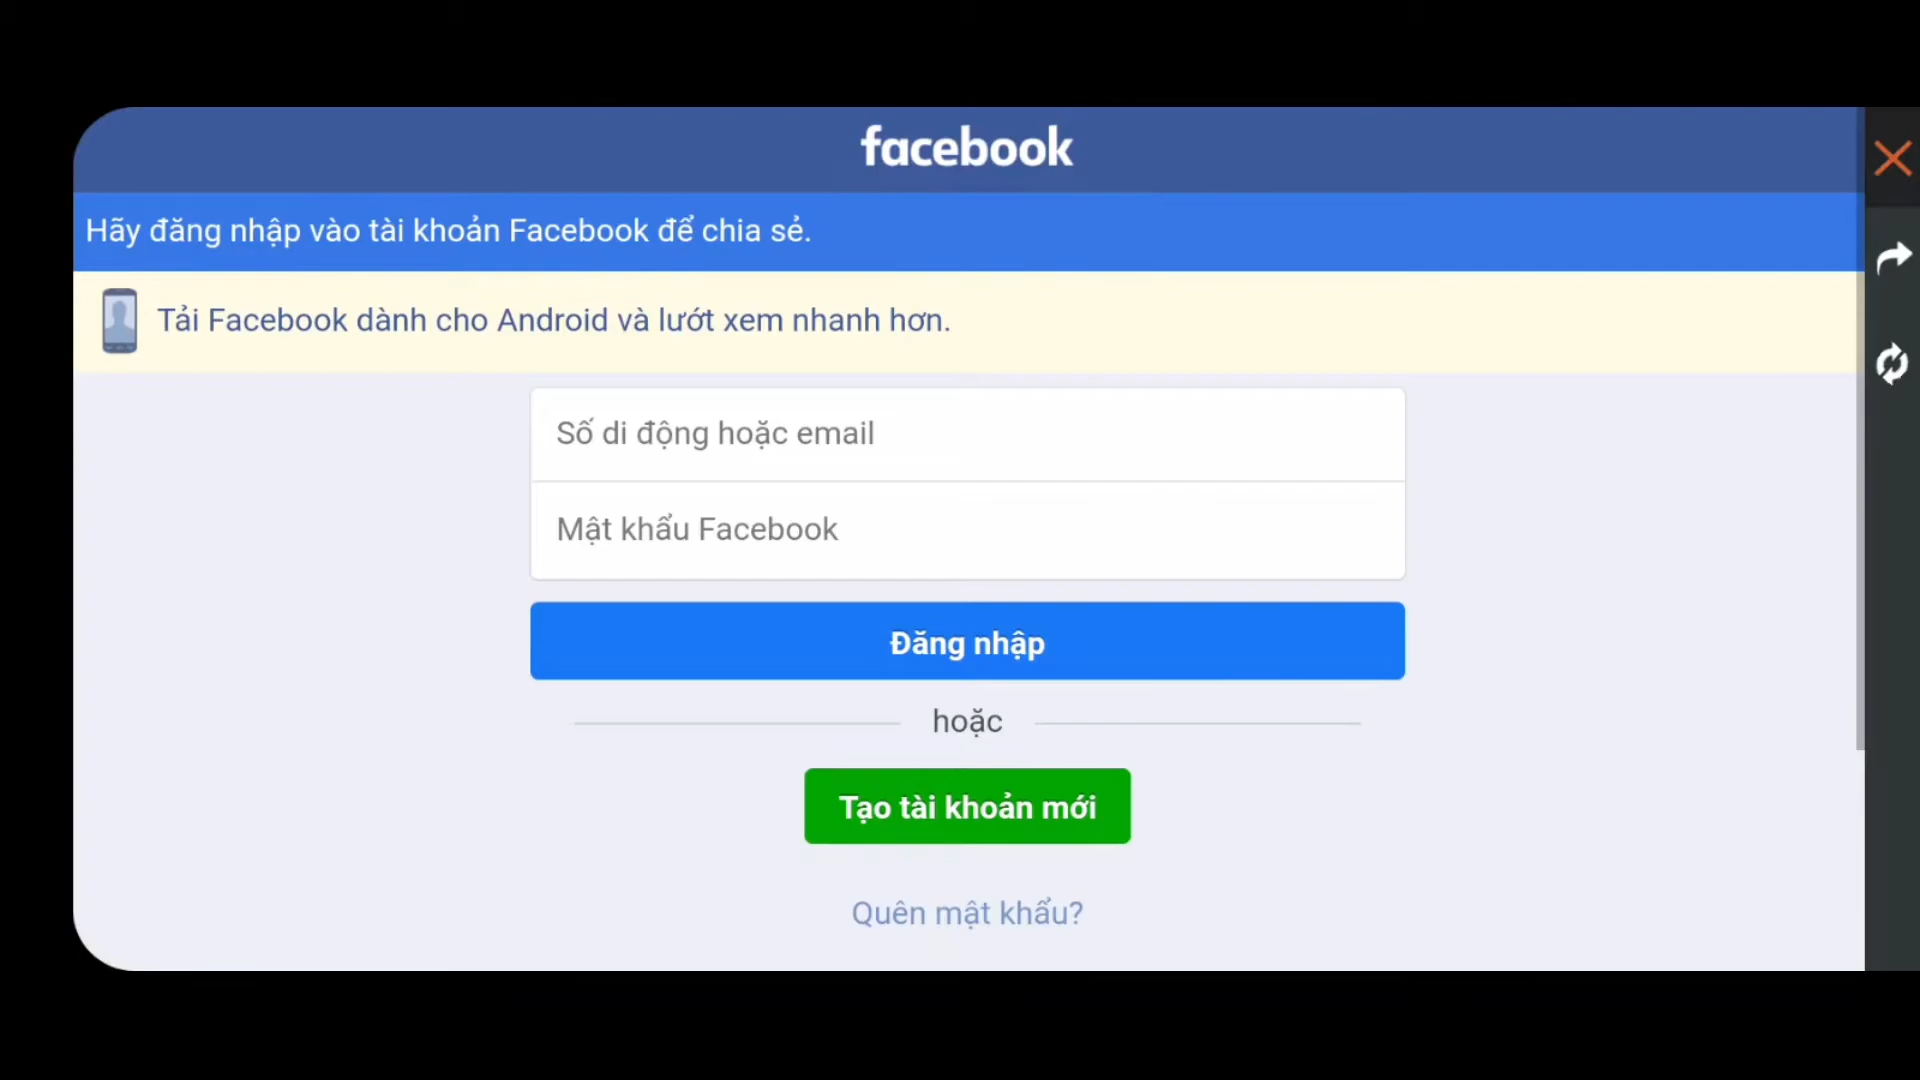 facebook
Hãy đăng nhập vào tài khoản Facebook để chia sẻ.
Tải Facebook dành cho Android và lướt xem nhanh hơn.
Số di động hoặc email
Mật khẩu Facebook
Đăng nhập
hoặc
Tạo tài khoản mới
Quên mật khẩu?